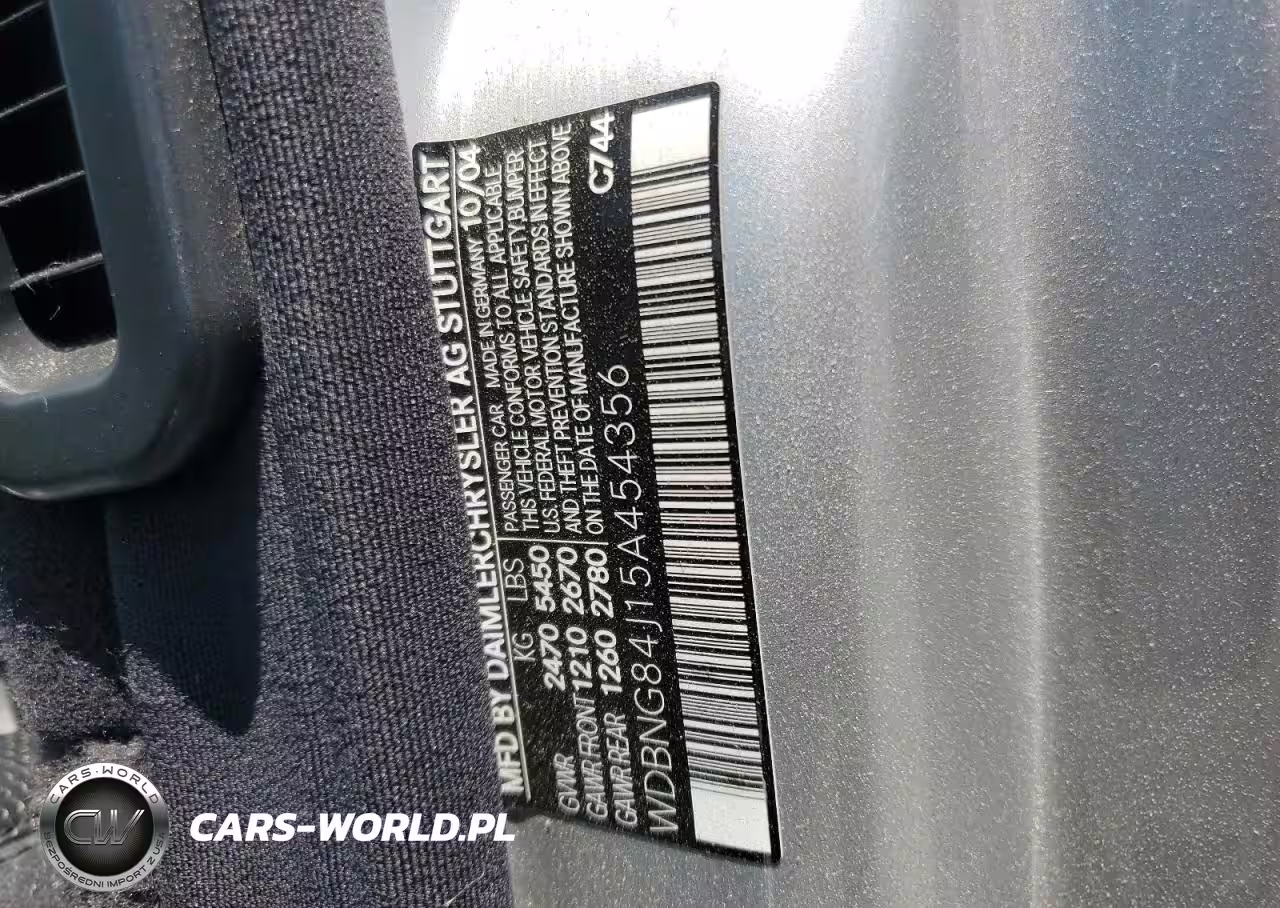 MFD BY DAIMLERCHRYSLER AG STUTTGART
PASSENGER CAR MADE IN GERMANY 10/04
KG LBS
THIS VEHICLE CONFORMS TO ALL APPLICABLE
GVWR 2470 5450
U.S. FEDERAL MOTOR VEHICLE SAFETY, BUMPER,
GAWR.FRONT 1210 2670
AND THEFT PREVENTION STANDARDS IN EFFECT
GAWR.REAR 1260 2780
ON THE DATE OF MANUFACTURE SHOWN ABOVE
WDBNG84J15A454356 C744
CARS-WORLD
CW
BEZPOŚREDNI IMPORT Z USA
CARS-WORLD.PL